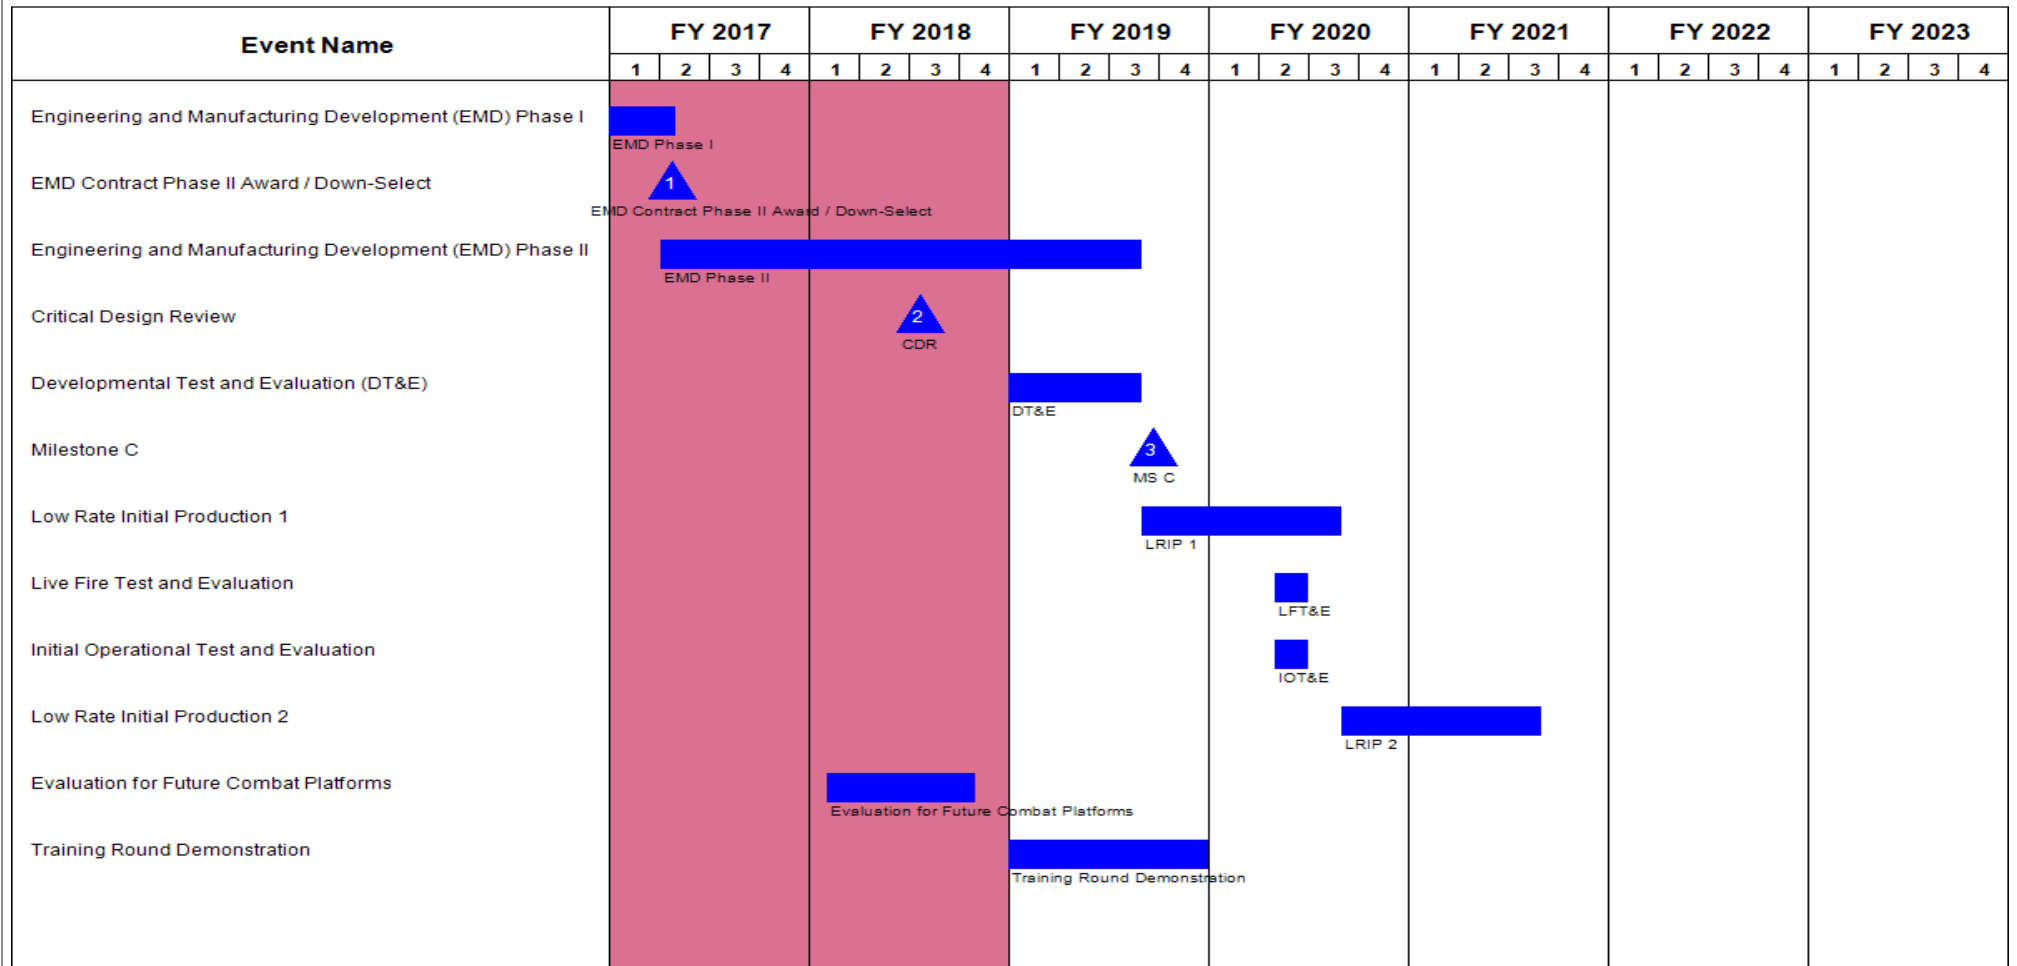 Event Name
FY 2017 FY 2018 FY 2019 FY 2020 FY 2021 FY 2022 FY 2023
1 2 3 4 1 2 3 4 1 2 3 4 1 2 3 4 1 2 3 4 1 2 3 4 1 2 3 4
Engineering and Manufacturing Development (EMD) Phase I
EMD Phase I
EMD Contract Phase II Award / Down-Select
1
EMD Contract Phase II Award / Down-Select
Engineering and Manufacturing Development (EMD) Phase II
EMD Phase II
Critical Design Review
2
CDR
Developmental Test and Evaluation (DT&E)
DT&E
Milestone C
3
MS C
Low Rate Initial Production 1
LRIP 1
Live Fire Test and Evaluation
LFT&E
Initial Operational Test and Evaluation
IOT&E
Low Rate Initial Production 2
LRIP 2
Evaluation for Future Combat Platforms
Evaluation for Future Combat Platforms
Training Round Demonstration
Training Round Demonstration